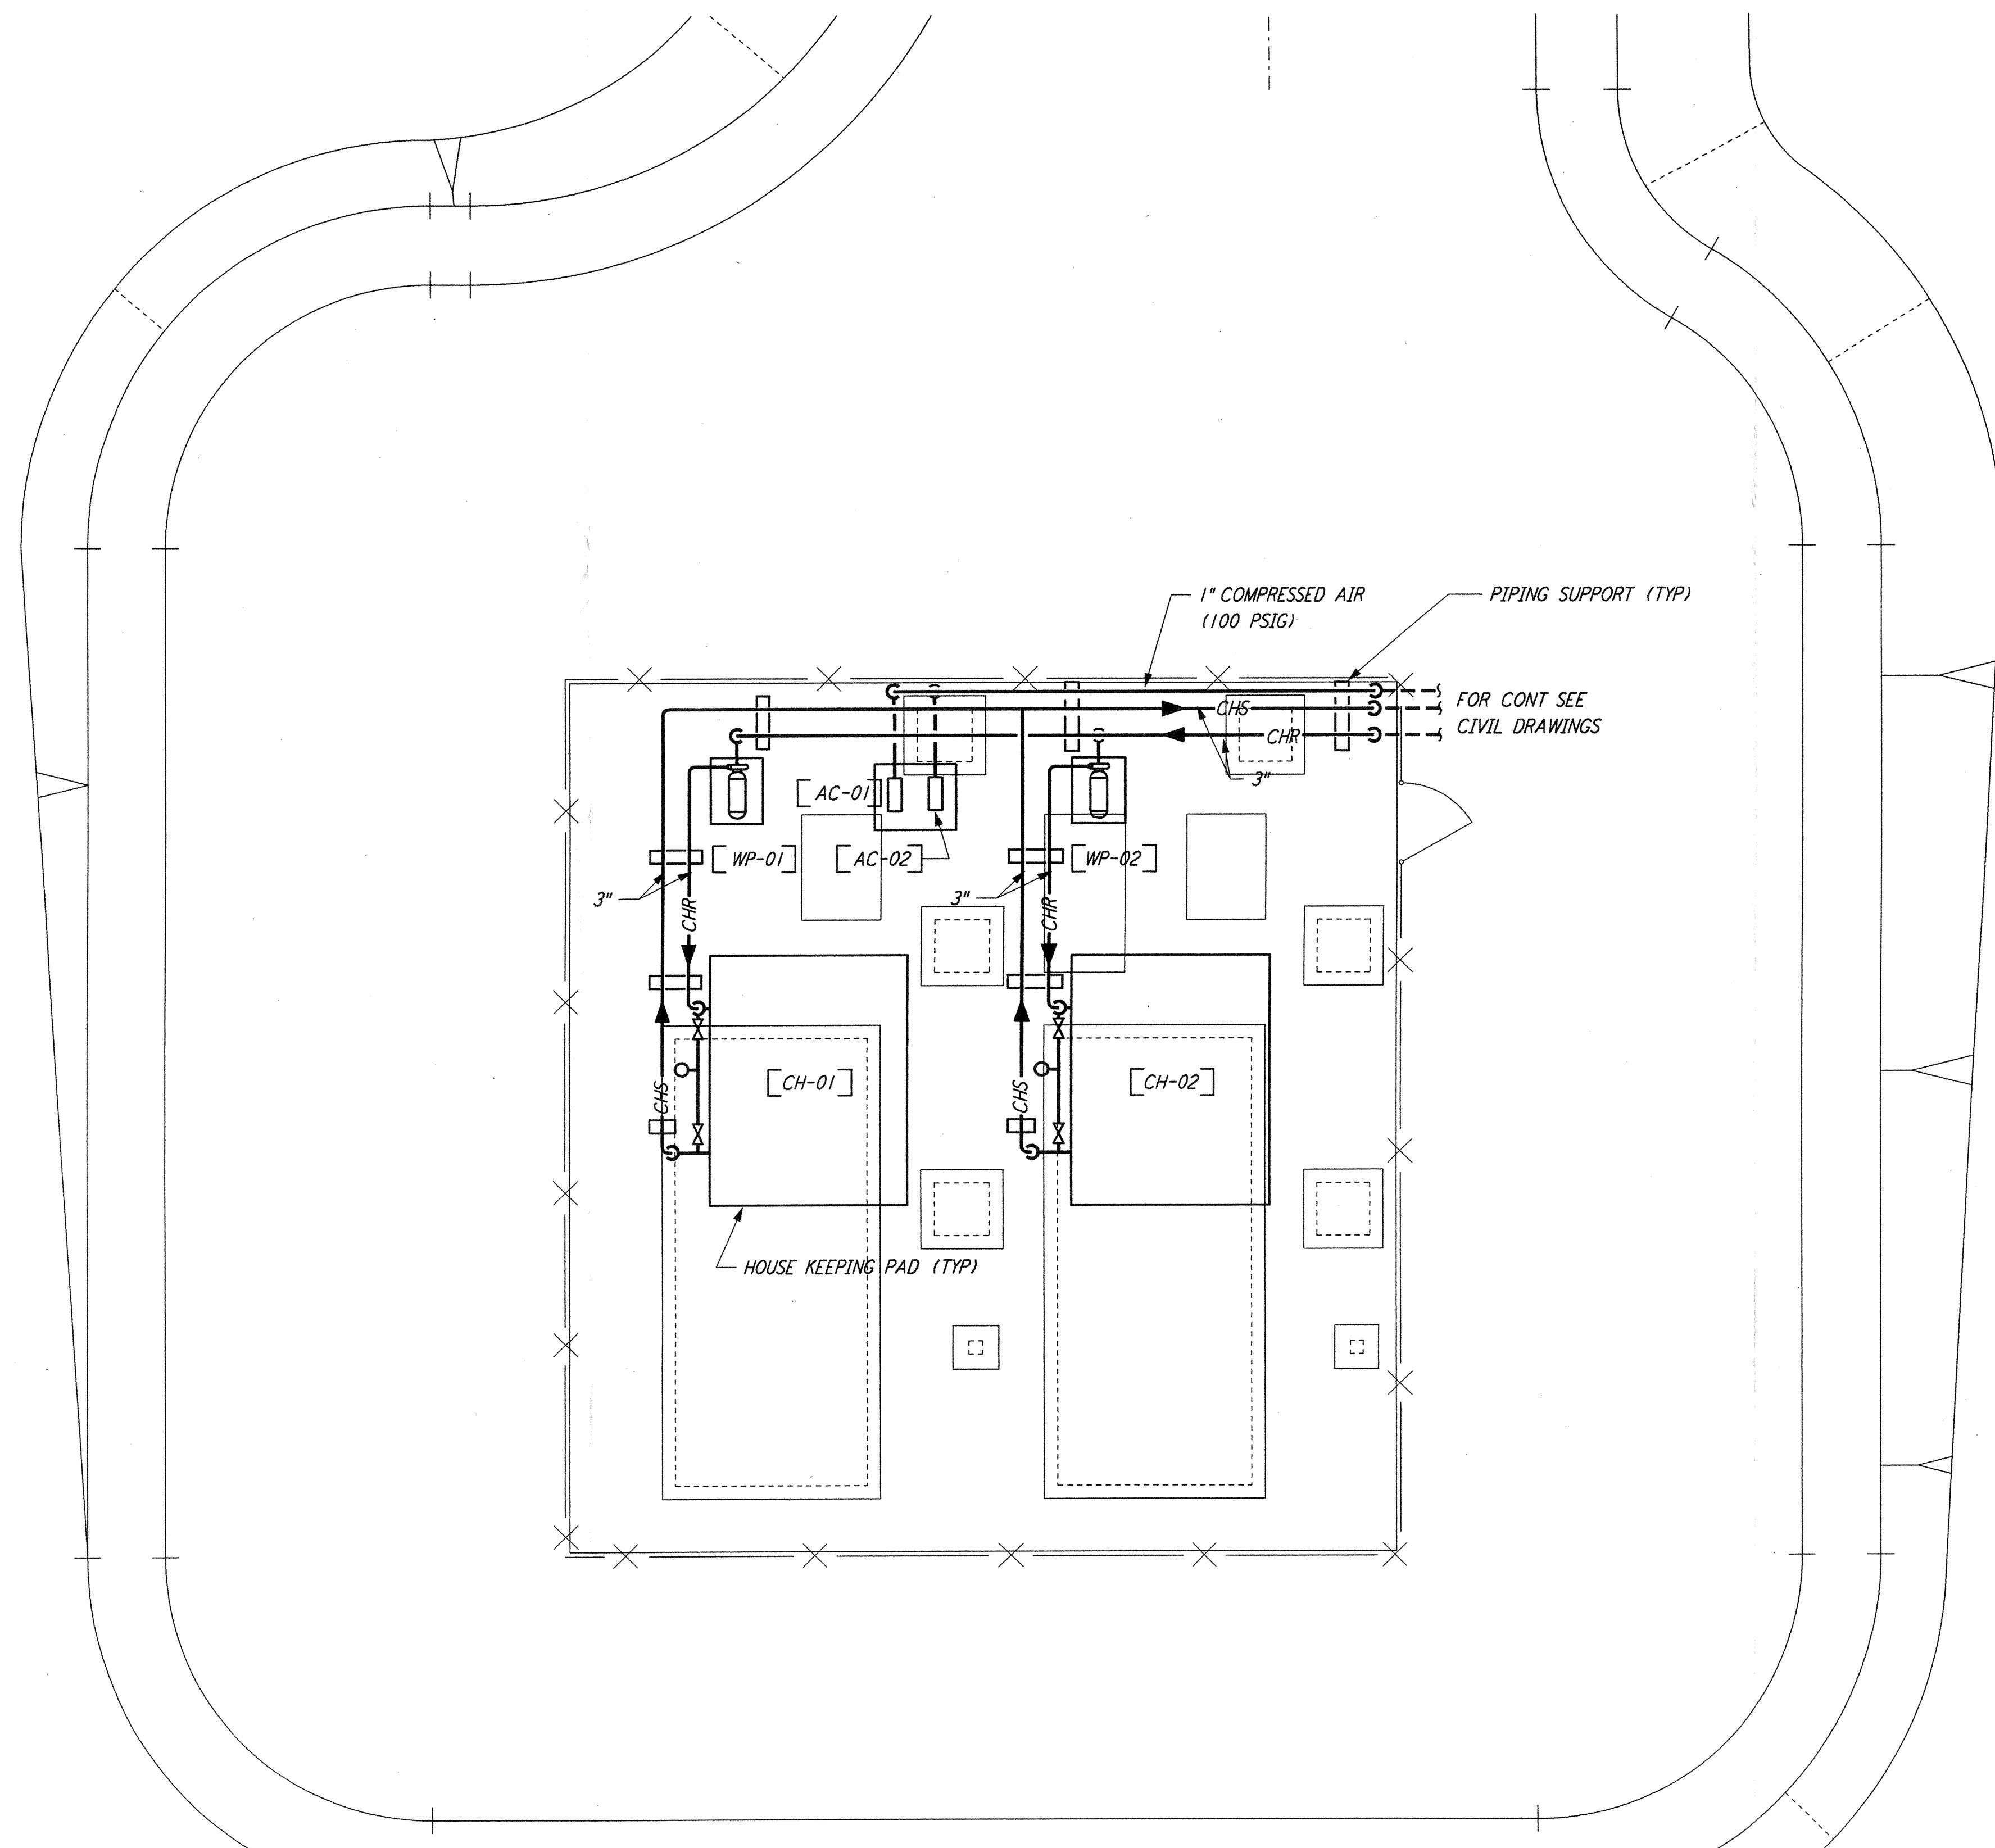 1" COMPRESSED AIR
(100 PSIG)
PIPING SUPPORT (TYP)
FOR CONT SEE
CIVIL DRAWINGS
CHS
CHR
3"
[AC-01]
[WP-01]
[AC-02]
[WP-02]
3"
3"
CHR
CHR
[CH-01]
[CH-02]
CHS
CHS
HOUSE KEEPING PAD (TYP)